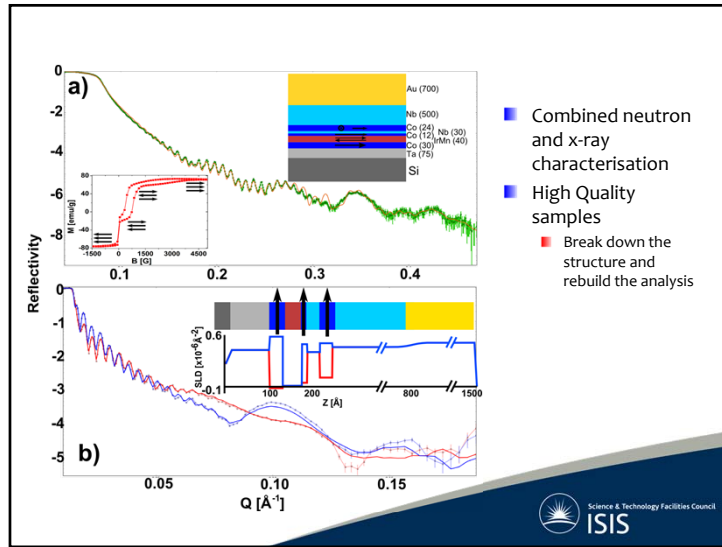 a)
0
-2
-4
-6
-8
0.1
0.2
0.3
0.4
Au (700)
Nb (500)
Co (24)
Nb (30)
Co (12)
IrMn (40)
Co (30)
Ta (75)
Si
M [emu/g]
80
40
0
-40
-80
-1500
0
1500
3000
4500
B [G]
Reflectivity
b)
0
-1
-2
-3
-4
-5
0.05
0.10
0.15
Q [Å⁻¹]
SLD [x10⁻⁶Å⁻²]
0.6
-0.1
100
200
800
1500
Z [Å]
Combined neutron
and x-ray
characterisation
High Quality
samples
Break down the
structure and
rebuild the analysis
Science & Technology Facilities Council
ISIS